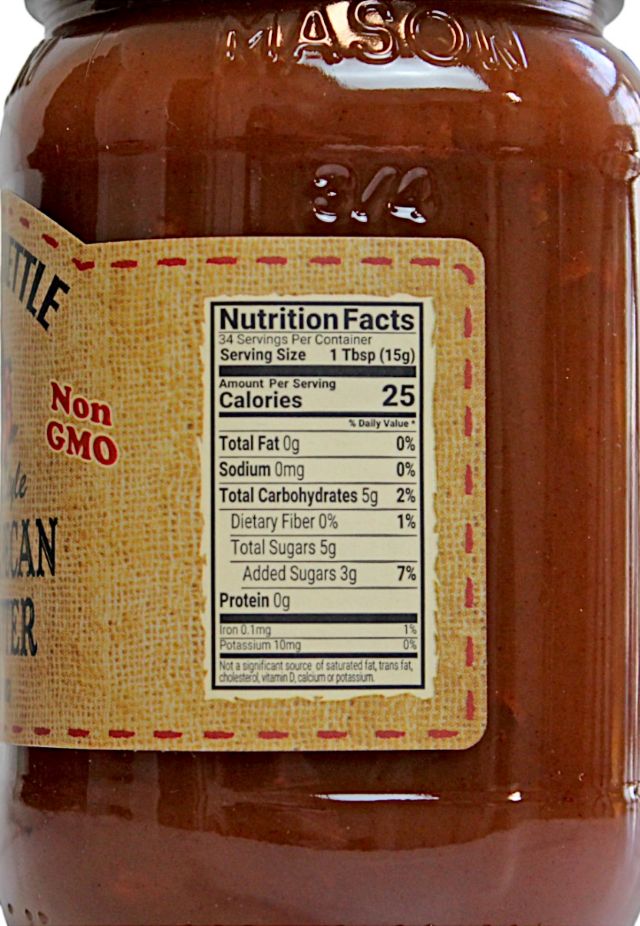 MASON
3/4
ETTLE
Non
GMO
CAN
ER
Nutrition Facts
34 Servings Per Container
Serving Size 1 Tbsp (15g)
Amount Per Serving
Calories 25
% Daily Value *
Total Fat 0g 0%
Sodium 0mg 0%
Total Carbohydrates 5g 2%
Dietary Fiber 0% 1%
Total Sugars 5g
Added Sugars 3g 7%
Protein 0g
Iron 0.1mg 1%
Potassium 10mg 0%
Not a significant source of saturated fat, trans fat,
cholesterol, vitamin D, calcium or potassium.